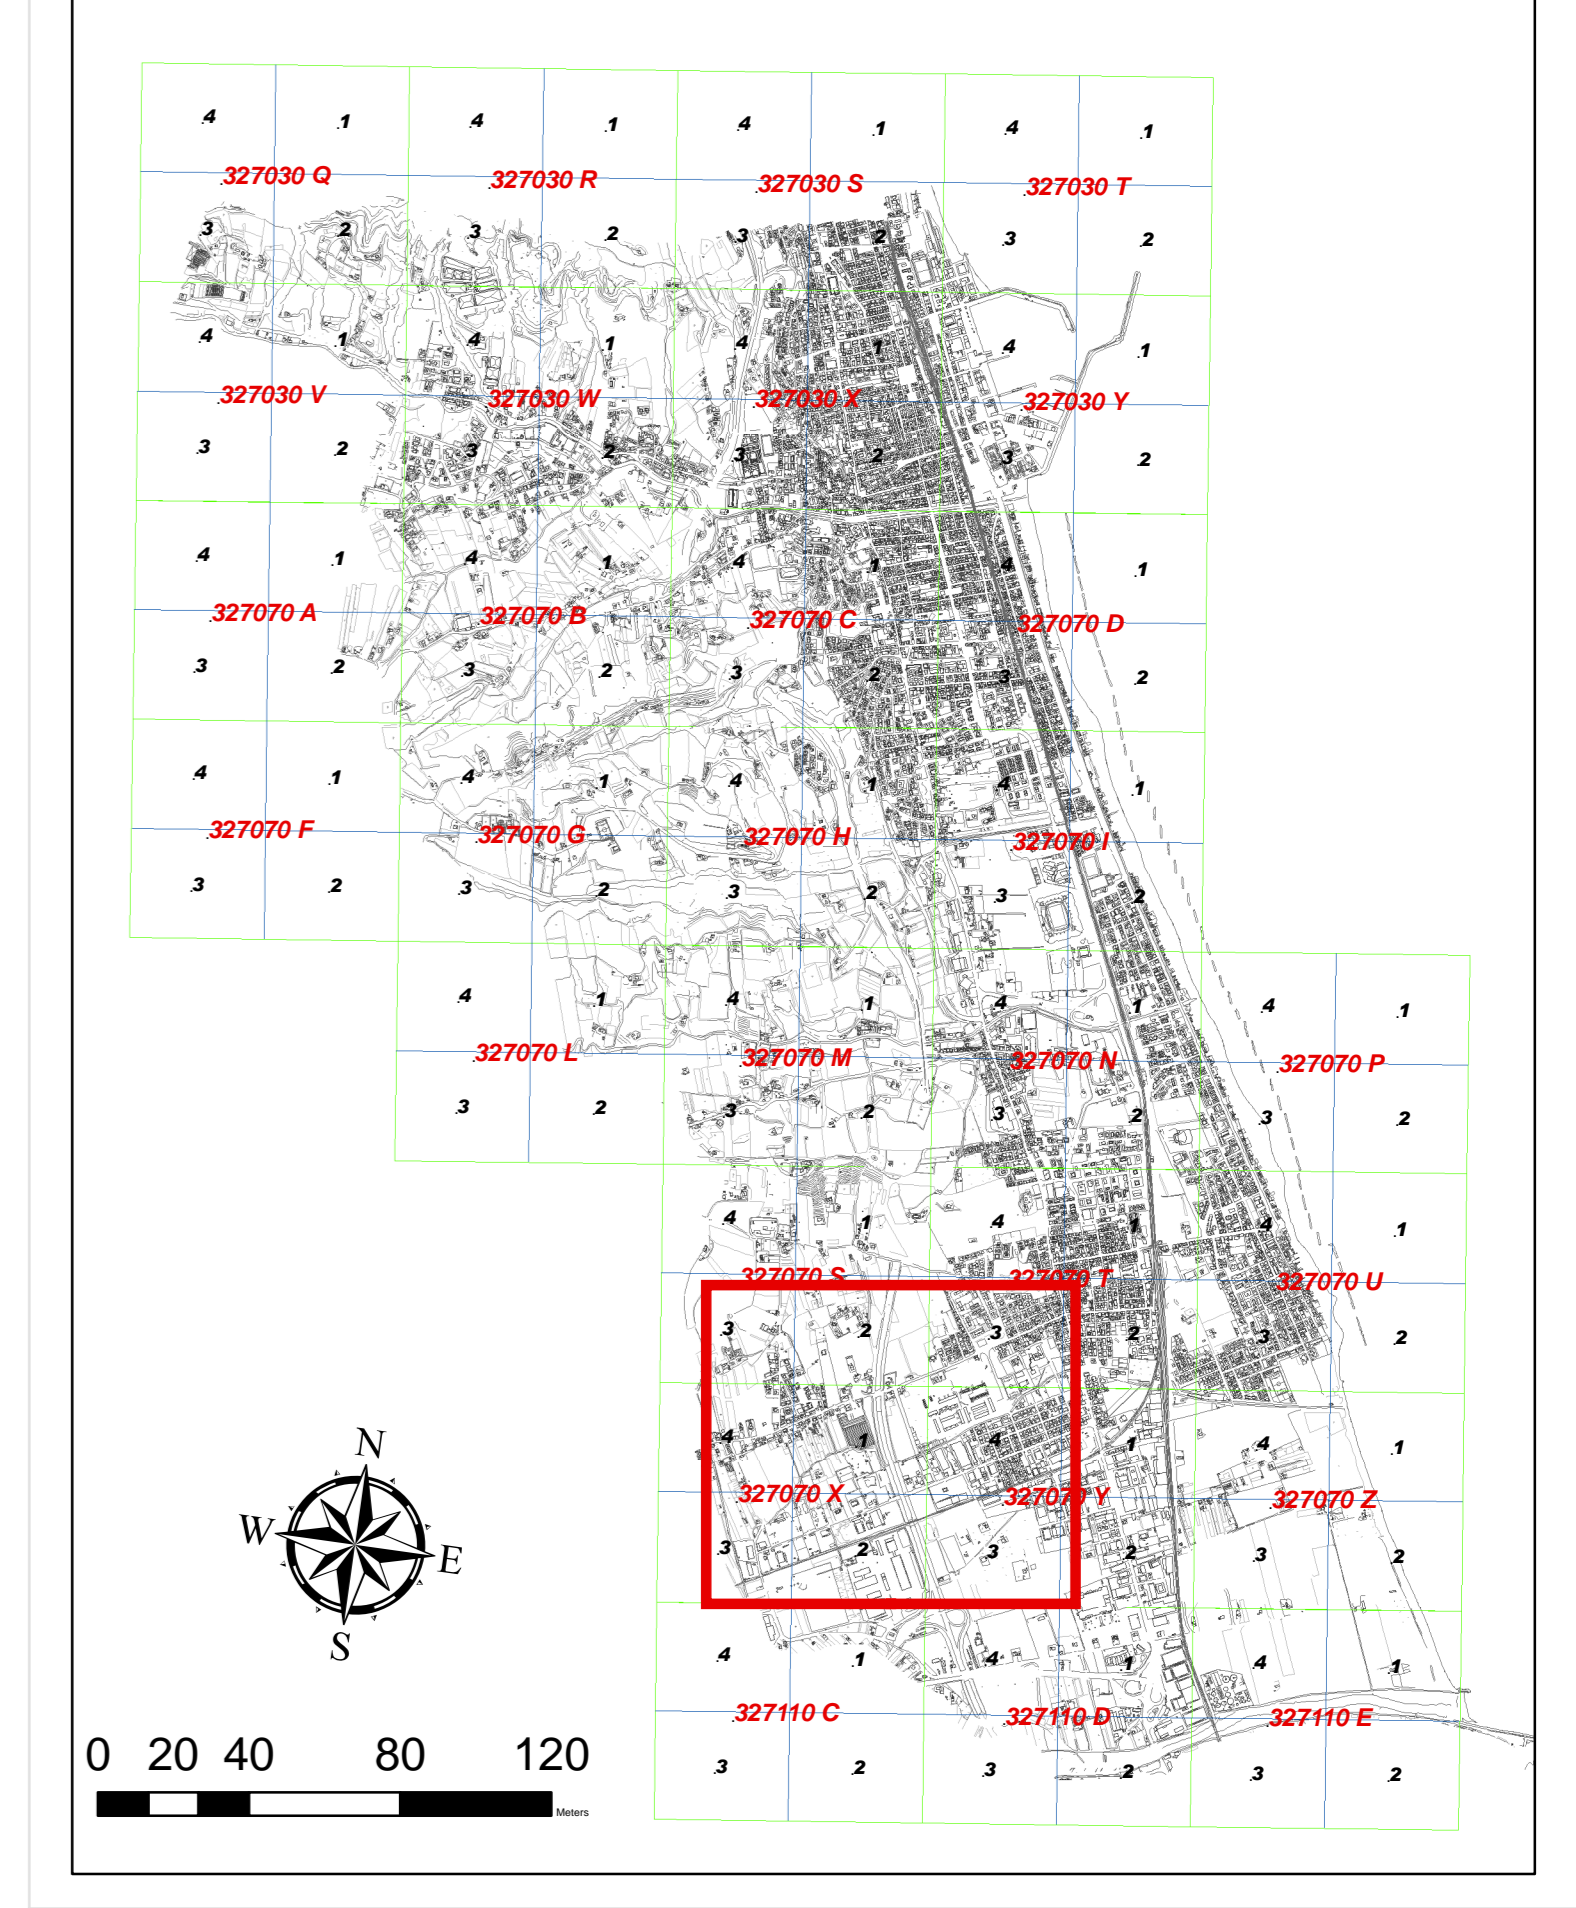 4 1 4 1 4 1 4 1
327030 Q 327030 R 327030 S 327030 T
3 2 3 2 3 2 3 2
4 1 4 1 4 1 4 1
327030 V 327030 W 327030 X 327030 Y
3 2 3 2 3 2 3 2
4 1 4 1 4 1 4 1
327070 A 327070 B 327070 C 327070 D
3 2 3 2 3 2 3 2
4 1 4 1 4 1 4 1
327070 F 327070 G 327070 H 327070 I
3 2 3 2 3 2 3 2
4 1 4 1 4 1 4 1
327070 L 327070 M 327070 N 327070 P
3 2 3 2 3 2 3 2
4 1 4 1 4 1
327070 S 327070 T 327070 U
3 2 3 2 3 2
4 1 4 1 4 1
327070 X 327070 Y 327070 Z
3 2 3 2 3 2
4 1 4 1 4 1
327110 C 327110 D 327110 E
3 2 3 2 3 2
N
W E
S
0 20 40 80 120
Meters